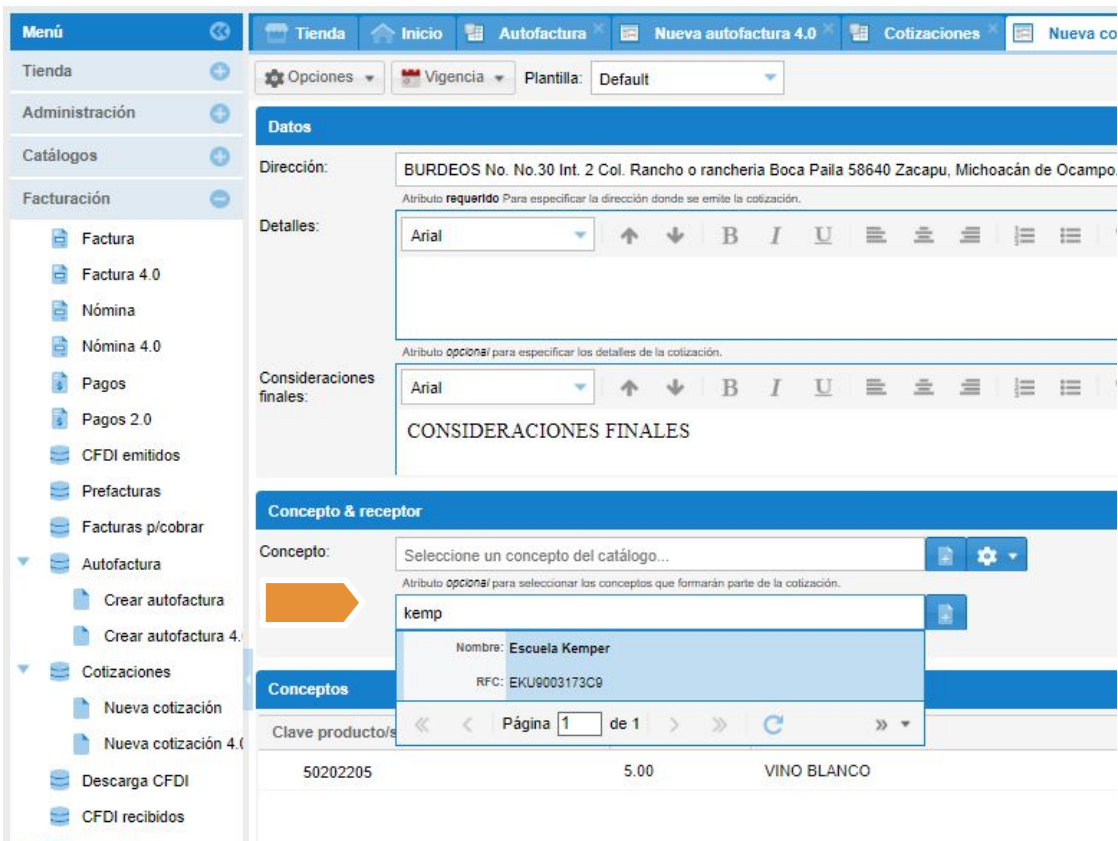 Menú
Tienda
Administración
Catálogos
Facturación
Factura
Factura 4.0
Nómina
Nómina 4.0
Pagos
Pagos 2.0
CFDI emitidos
Prefacturas
Facturas p/cobrar
Autofactura
Crear autofactura
Crear autofactura 4.
Cotizaciones
Nueva cotización
Nueva cotización 4.0
Descarga CFDI
CFDI recibidos
Tienda Inicio Autofactura Nueva autofactura 4.0 Cotizaciones Nueva co
Opciones Vigencia Plantilla: Default
Datos
Dirección: BURDEOS No. No.30 Int. 2 Col. Rancho o rancheria Boca Paila 58640 Zacapu, Michoacán de Ocampo.
Atributo requerido Para especificar la dirección donde se emite la cotización.
Detalles: Arial B I U
Atributo opcional para especificar los detalles de la cotización.
Consideraciones finales: Arial B I U
CONSIDERACIONES FINALES
Concepto & receptor
Concepto: Seleccione un concepto del catálogo...
Atributo opcional para seleccionar los conceptos que formarán parte de la cotización.
kemp
Nombre: Escuela Kemper
RFC: EKU9003173C9
Página 1 de 1
Conceptos
Clave producto/s
50202205 5.00 VINO BLANCO